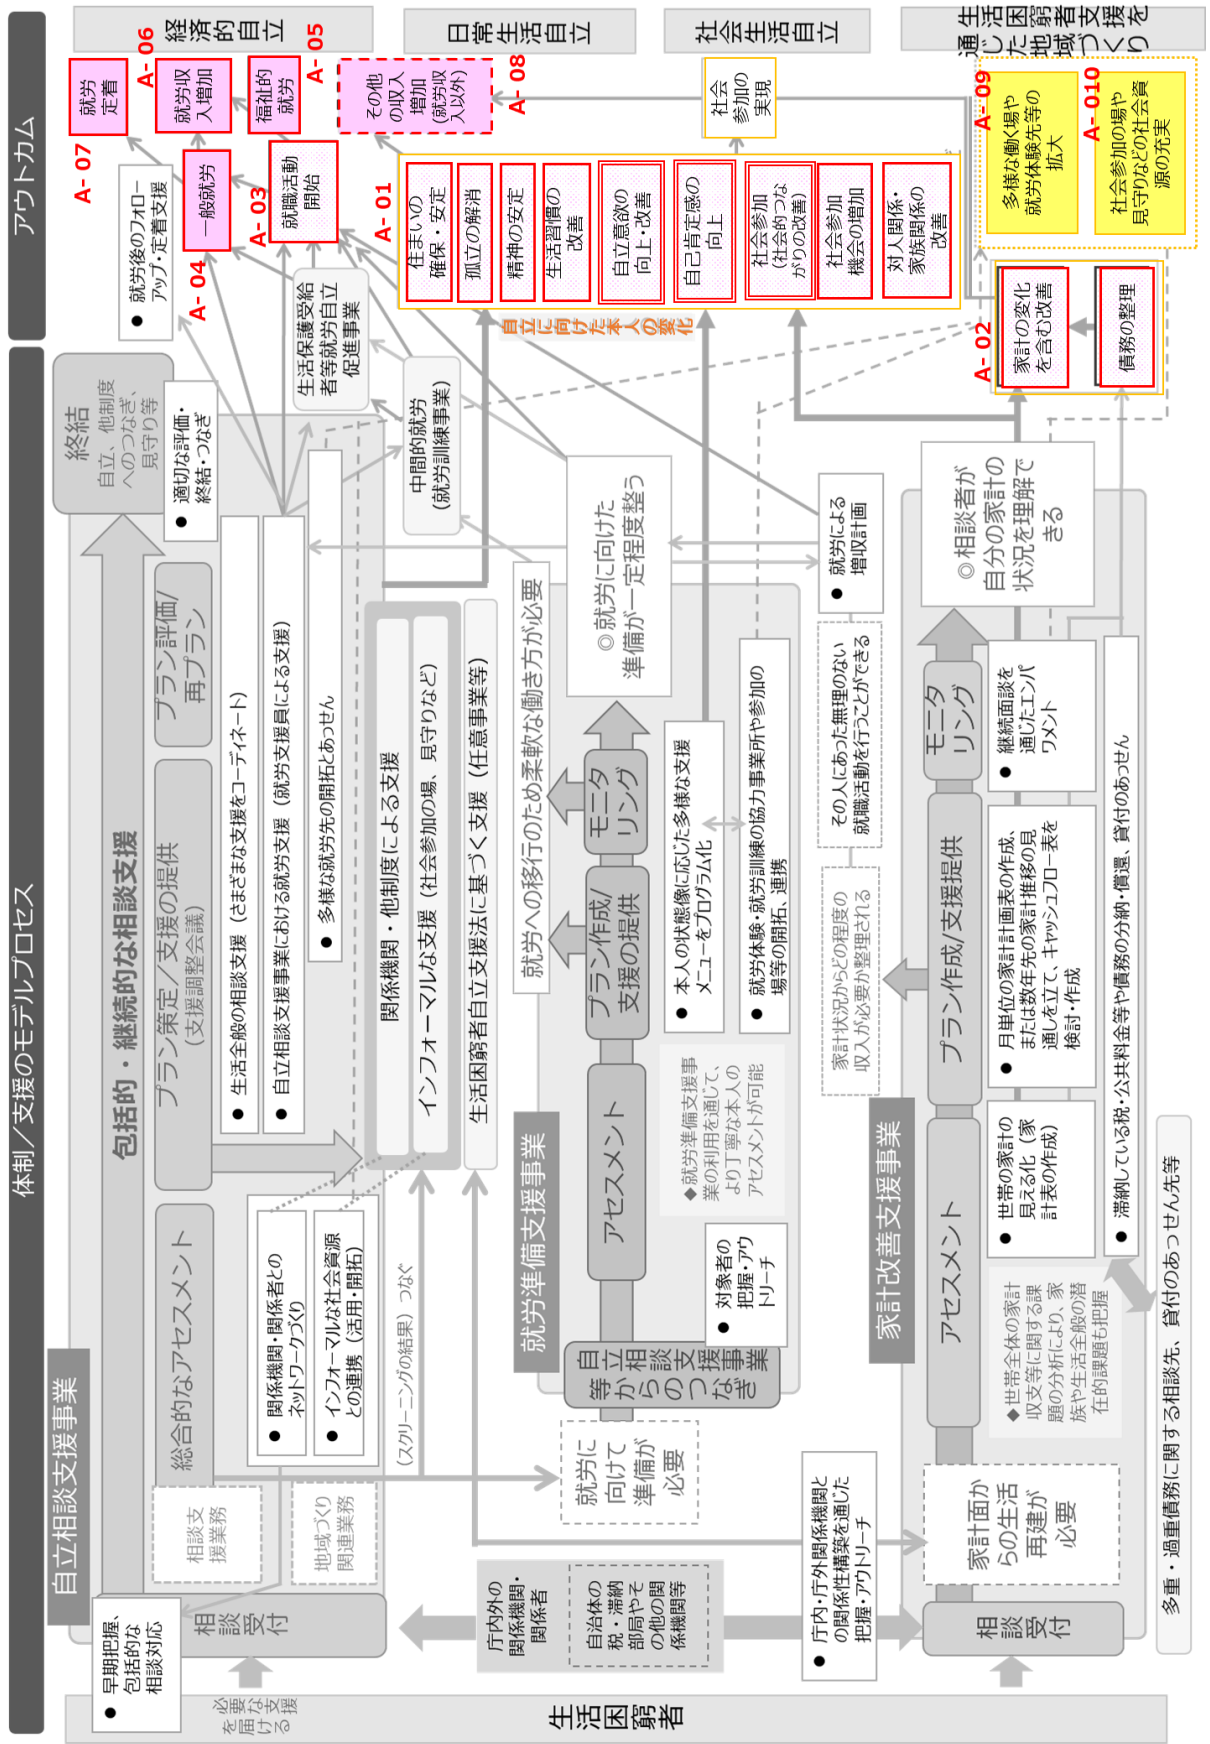 体制／支援のモデルプロセス
アウトカム
自立相談支援事業
包括的・継続的な相談支援
終結
自立、他制度
へのつなぎ、
見守り等
● 早期把握、
包括的な
相談対応
必要な支援
を届ける
相談受付
相談支
援業務
地域づくり
関連業務
総合的なアセスメント
プラン策定／支援の提供
(支援調整会議)
プラン評価/
再プラン
● 適切な評価・
終結・つなぎ
● 生活全般の相談支援（さまざまな支援をコーディネート）
● 自立相談支援事業における就労支援（就労支援員による支援）
● 多様な就労先の開拓とあっせん
● 関係機関・関係者との
ネットワークづくり
● インフォーマルな社会資源
との連携（活用・開拓）
関係機関・他制度による支援
インフォーマルな支援（社会参加の場、見守りなど）
生活困窮者自立支援法に基づく支援（任意事業等）
(スクリーニングの結果）つなぐ
生活困窮者
庁内外の
関係機関・
関係者
自治体の
税・滞納
部局やそ
の他の関
係機関等
就労に
向けて
準備が
必要
就労準備支援事業
自立相談支援事業
等からのつなぎ
● 対象者の
把握・アウ
トリーチ
アセスメント
◆就労準備支援事
業の利用を通じて、
より丁寧な本人の
アセスメントが可能
プラン作成/
支援の提供
モニタ
リング
就労への移行のため柔軟な働き方が必要
◎就労に向けた
準備が一定程度整う
● 本人の状態像に応じた多様な支援
メニューをプログラム化
● 就労体験・就労訓練の協力事業所や参加の
場等の開拓、連携
● 庁内・庁外関係機関と
の関係性構築を通じた
把握・アウトリーチ
家計状況からどの程度の
収入が必要か整理される
その人にあった無理のない
就職活動を行うことができる
● 就労による
増収計画
家計改善支援事業
相談受付
家計面か
らの生活
再建が
必要
アセスメント
◆世帯全体の家計
収支等に関する課
題の分析により、家
族や生活全般の潜
在的課題も把握
プラン作成/支援提供
モニタ
リング
◎相談者が
自分の家計の
状況を理解で
きる
● 世帯の家計の
見える化（家
計表の作成）
● 月単位の家計計画表の作成、
または数年先の家計推移の見
通しを立て、キャッシュフロー表を
検討・作成
● 継続面談を
通じたエンパ
ワメント
● 滞納している税・公共料金等や債務の分納・償還、貸付のあっせん
多重・過重債務に関する相談先、貸付のあっせん先等
● 就労後のフォロー
アップ・定着支援
生活保護受給
者等就労自立
促進事業
中間的就労
(就労訓練事業)
経済的自立
A-07
就労
定着
A-06
就労収
入増加
A-05
福祉的
就労
A-04
一般就労
A-03
就職活動
開始
日常生活自立
A-08
その他
の収入
増加
(就労収
入以外)
A-01
住まいの
確保・安定
孤立の解消
精神の安定
生活習慣の
改善
自立意欲の
向上・改善
自己肯定感の
向上
社会参加
(社会的つな
がりの改善)
社会参加
機会の増加
対人関係・
家族関係の
改善
自立に向けた本人の変化
社会生活自立
社会
参加の
実現
生活困窮者支援を
通じた地域づくり
A-09
多様な働く場や
就労体験先等の
拡大
A-010
社会参加の場や
見守りなどの社会資
源の充実
A-02
家計の変化
を含む改善
債務の整理